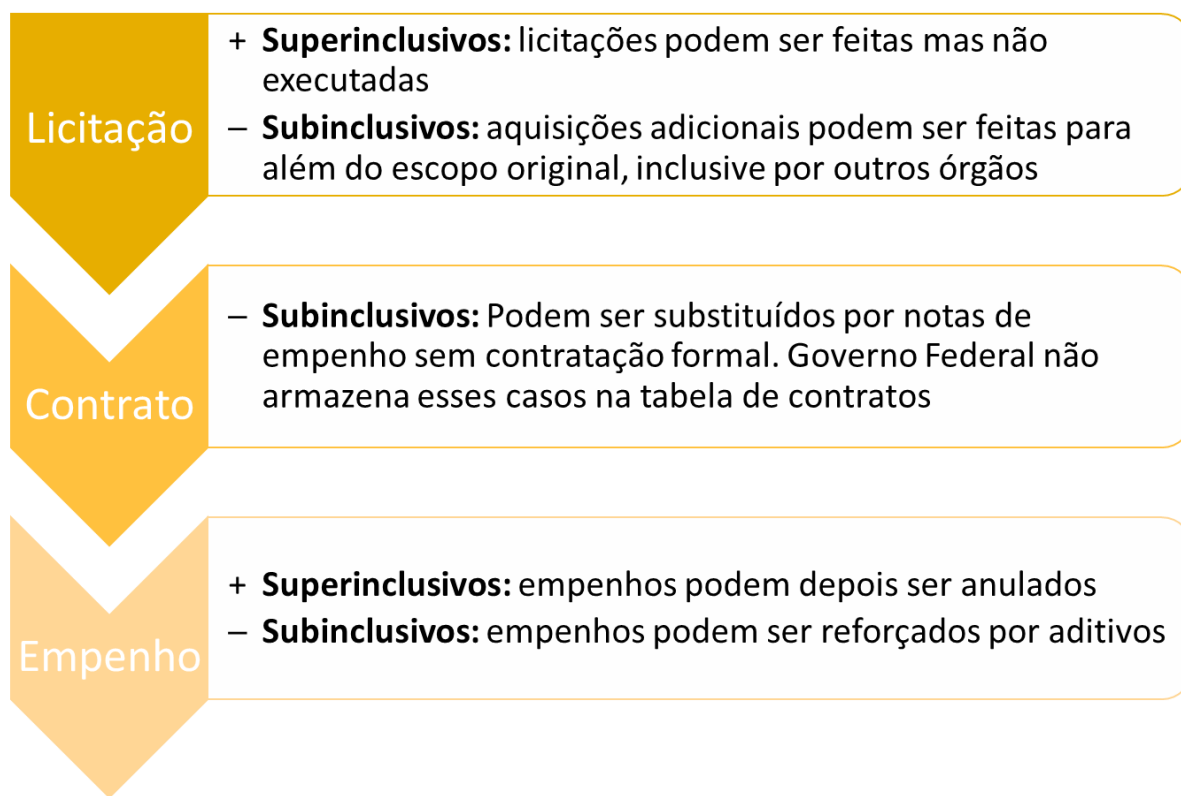 Licitação
+ Superinclusivos: licitações podem ser feitas mas não
executadas
– Subinclusivos: aquisições adicionais podem ser feitas para
além do escopo original, inclusive por outros órgãos
Contrato
– Subinclusivos: Podem ser substituídos por notas de
empenho sem contratação formal. Governo Federal não
armazena esses casos na tabela de contratos
Empenho
+ Superinclusivos: empenhos podem depois ser anulados
– Subinclusivos: empenhos podem ser reforçados por aditivos